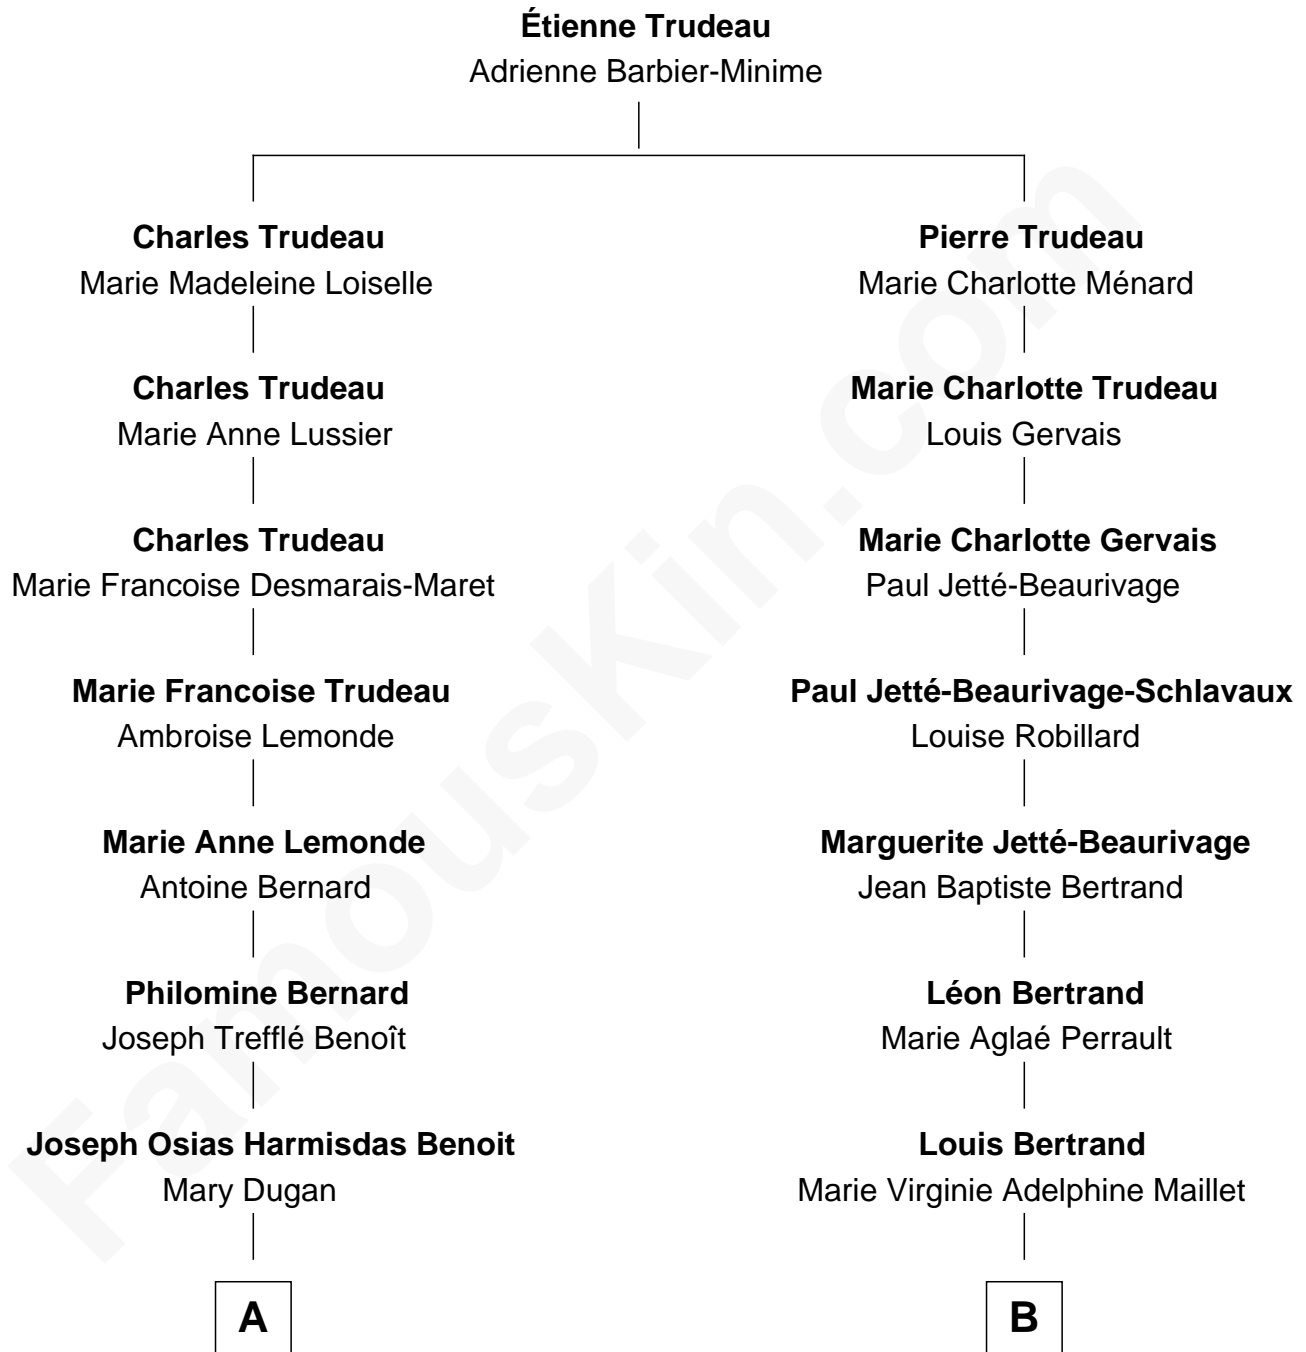 Étienne Trudeau
Adrienne Barbier-Minime
Charles Trudeau
Marie Madeleine Loiselle
Charles Trudeau
Marie Anne Lussier
Charles Trudeau
Marie Francoise Desmarais-Maret
Marie Francoise Trudeau
Ambroise Lemonde
Marie Anne Lemonde
Antoine Bernard
Philomine Bernard
Joseph Trefflé Benoît
Joseph Osias Harmisdas Benoit
Mary Dugan
A
Pierre Trudeau
Marie Charlotte Ménard
Marie Charlotte Trudeau
Louis Gervais
Marie Charlotte Gervais
Paul Jetté-Beaurivage
Paul Jetté-Beaurivage-Schlavaux
Louise Robillard
Marguerite Jetté-Beaurivage
Jean Baptiste Bertrand
Léon Bertrand
Marie Aglaé Perrault
Louis Bertrand
Marie Virginie Adelphine Maillet
B
FamousKin.com